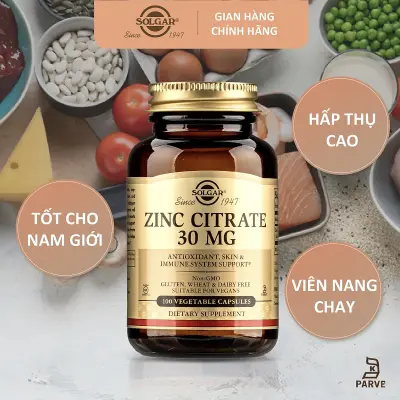 SOLGAR
Since 1947
GIAN HÀNG
CHÍNH HÃNG
HẤP THỤ
CAO
TỐT CHO
NAM GIỚI
VIÊN NANG
CHAY
SOLGAR®
Since 1947
ZINC CITRATE
30 MG
ANTIOXIDANT, SKIN &
IMMUNE SYSTEM SUPPORT*
Non-GMO
GLUTEN, WHEAT & DAIRY FREE
SUITABLE FOR VEGANS
100 VEGETABLE CAPSULES
DIETARY SUPPLEMENT
K
PARVE